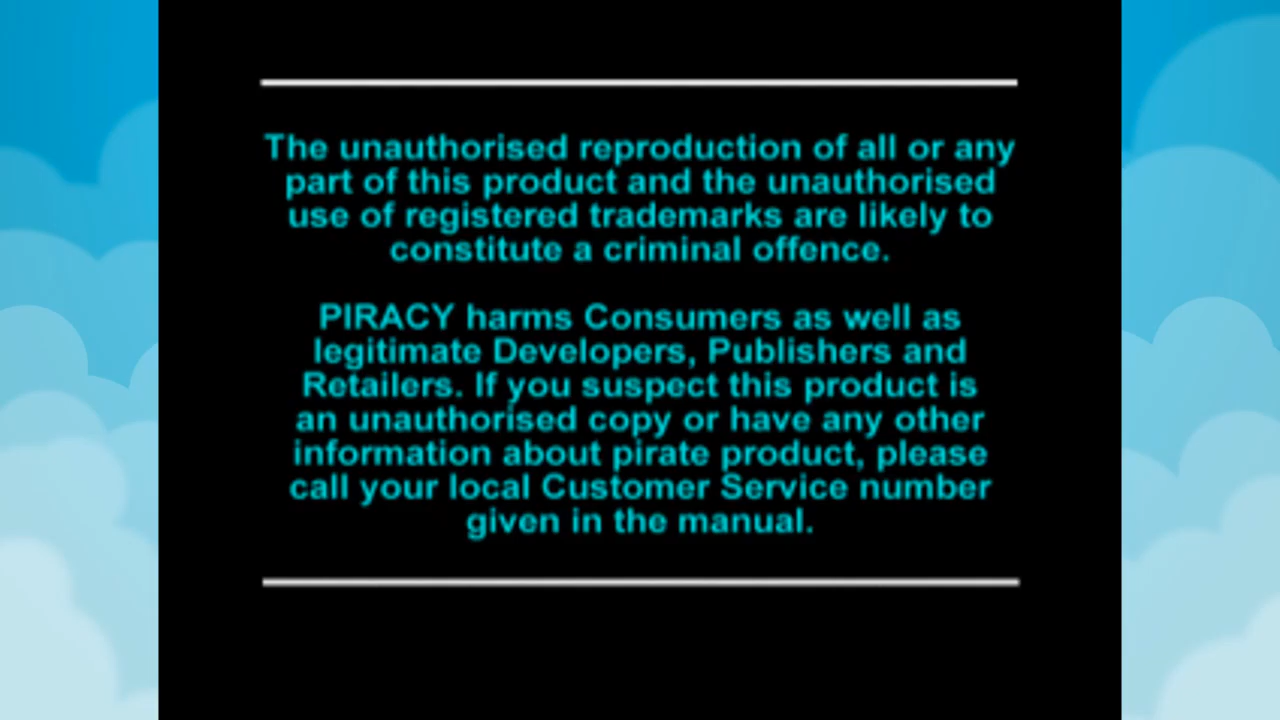 The unauthorised reproduction of all or any
part of this product and the unauthorised
use of registered trademarks are likely to
constitute a criminal offence.
PIRACY harms Consumers as well as
legitimate Developers, Publishers and
Retailers. If you suspect this product is
an unauthorised copy or have any other
information about pirate product, please
call your local Customer Service number
given in the manual.